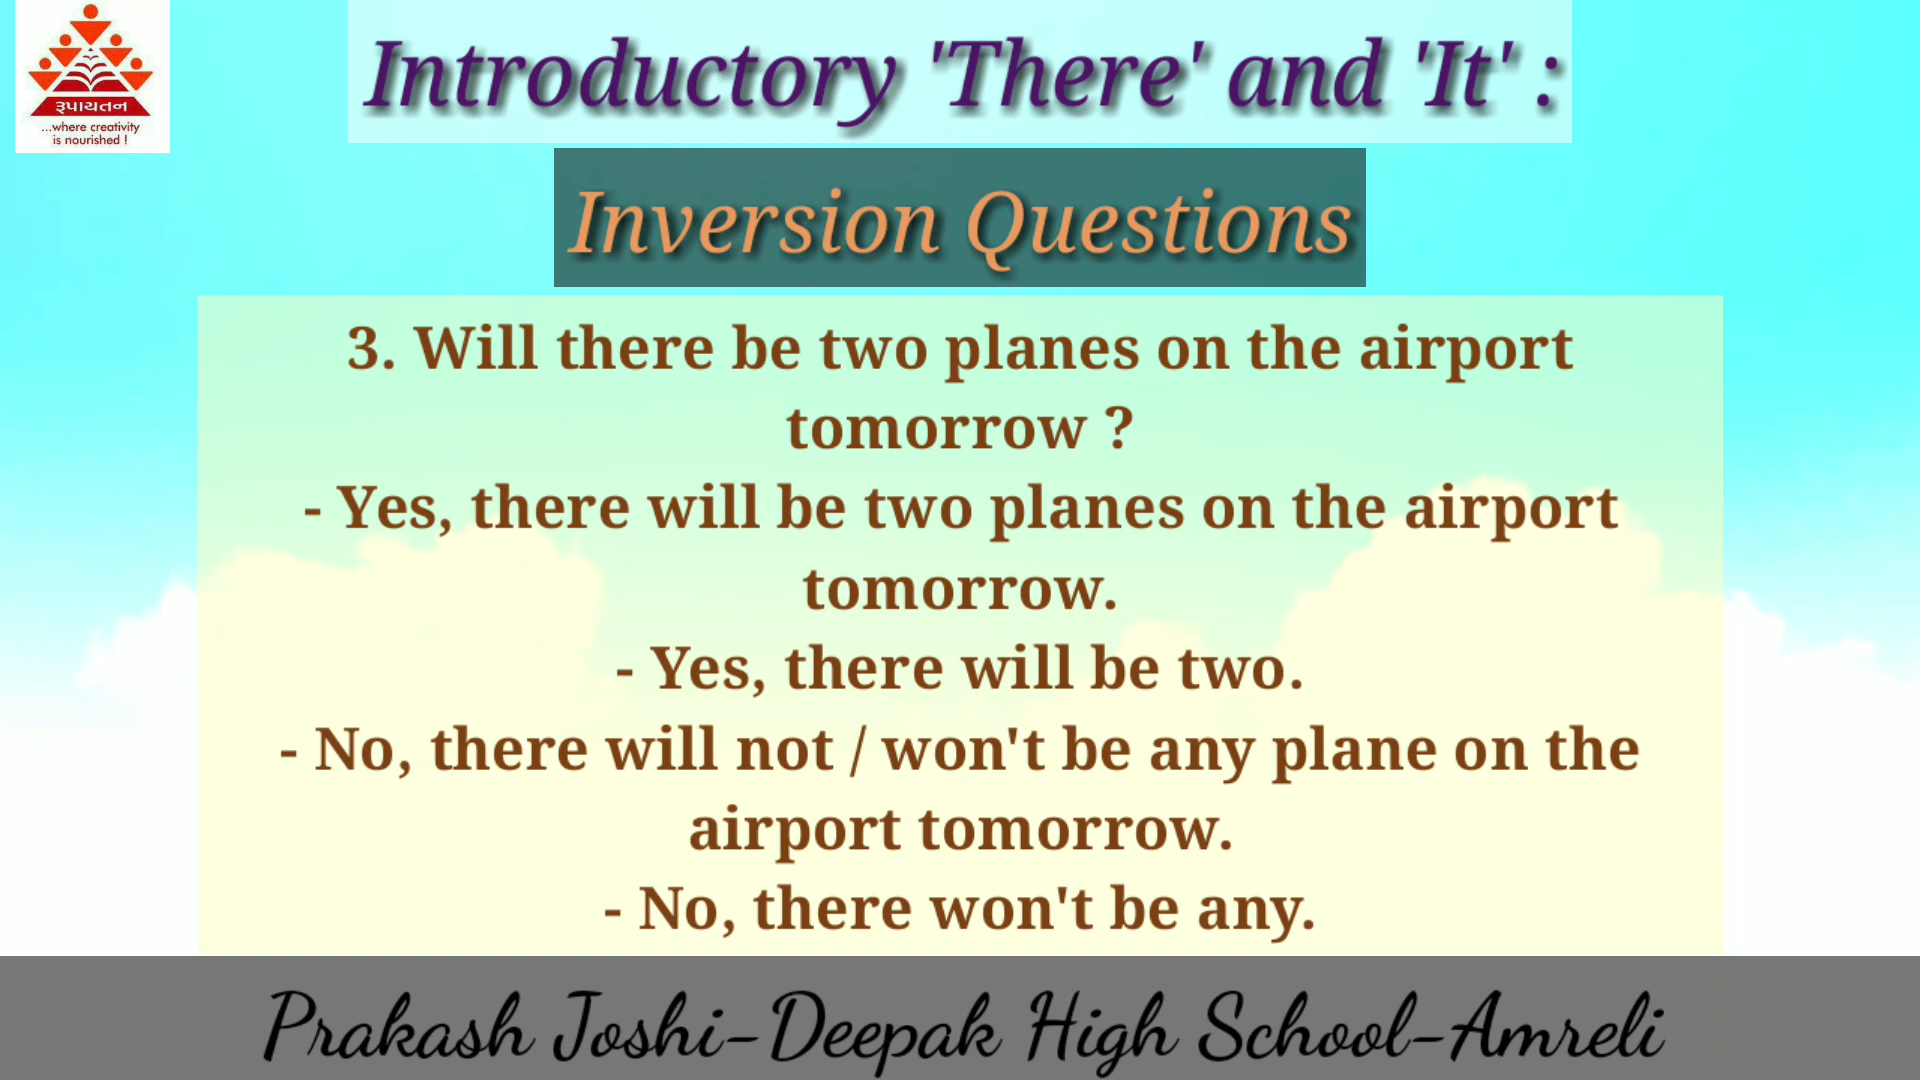 રૂપાયતન
...where creativity
is nourished !
Introductory 'There' and 'It' :
Inversion Questions
3. Will there be two planes on the airport
tomorrow ?
- Yes, there will be two planes on the airport
tomorrow.
- Yes, there will be two.
- No, there will not / won't be any plane on the
airport tomorrow.
- No, there won't be any.
Prakash Joshi-Deepak High School-Amreli